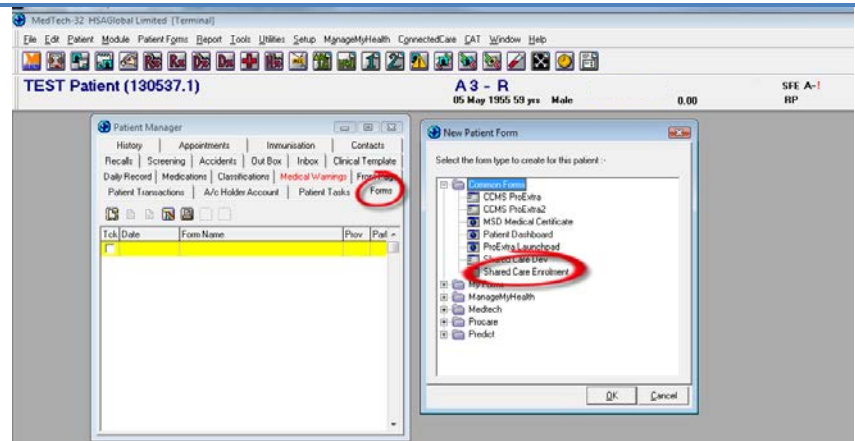 MedTech-32 HSAGlobal Limited [Terminal]
File Edit Patient Module Patient Forms Report Tools Utilities Setup ManageMyHealth ConnectedCare CAT Window Help
TEST Patient (130537.1)
A3 - R
SFE A-!
05 May 1955 59 yrs Male
0.00
RP
Patient Manager
History Appointments Immunisation Contacts
Recalls Screening Accidents Out Box Inbox Clinical Template
Daily Record Medications Classifications Medical Warnings
Patient Transactions A/c Holder Account Patient Tasks Forms
Tck Date Form Name Prov
New Patient Form
Select the form type to create for this patient :-
Common Forms
CCMS ProExtra
CCMS ProExtra2
MSD Medical Certificate
Patient Dashboard
ProExtra Launchpad
Shared Care Dev
Shared Care Enrolment
My Forms
ManageMyHealth
Medtech
Procare
Predict
OK Cancel